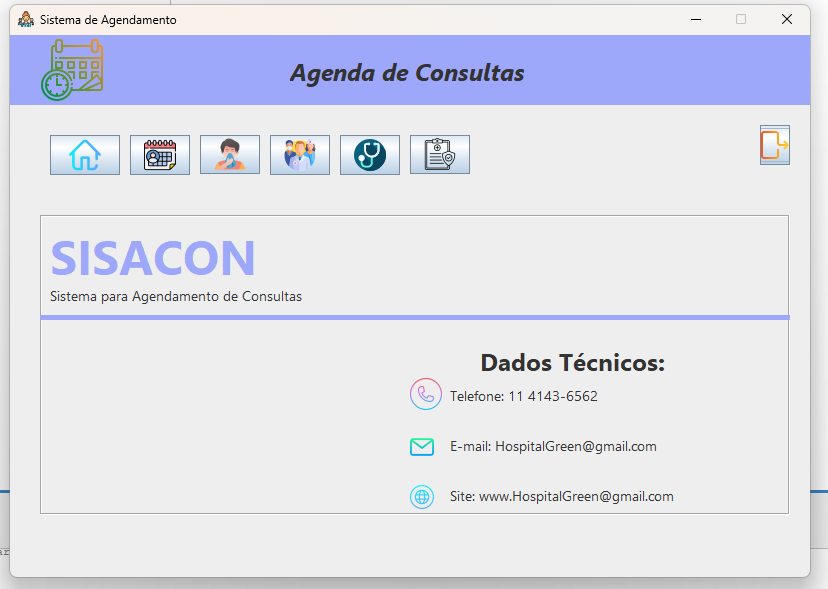 Sistema de Agendamento
Agenda de Consultas
SISACON
Sistema para Agendamento de Consultas
Dados Técnicos:
Telefone: 11 4143-6562
E-mail: HospitalGreen@gmail.com
Site: www.HospitalGreen@gmail.com